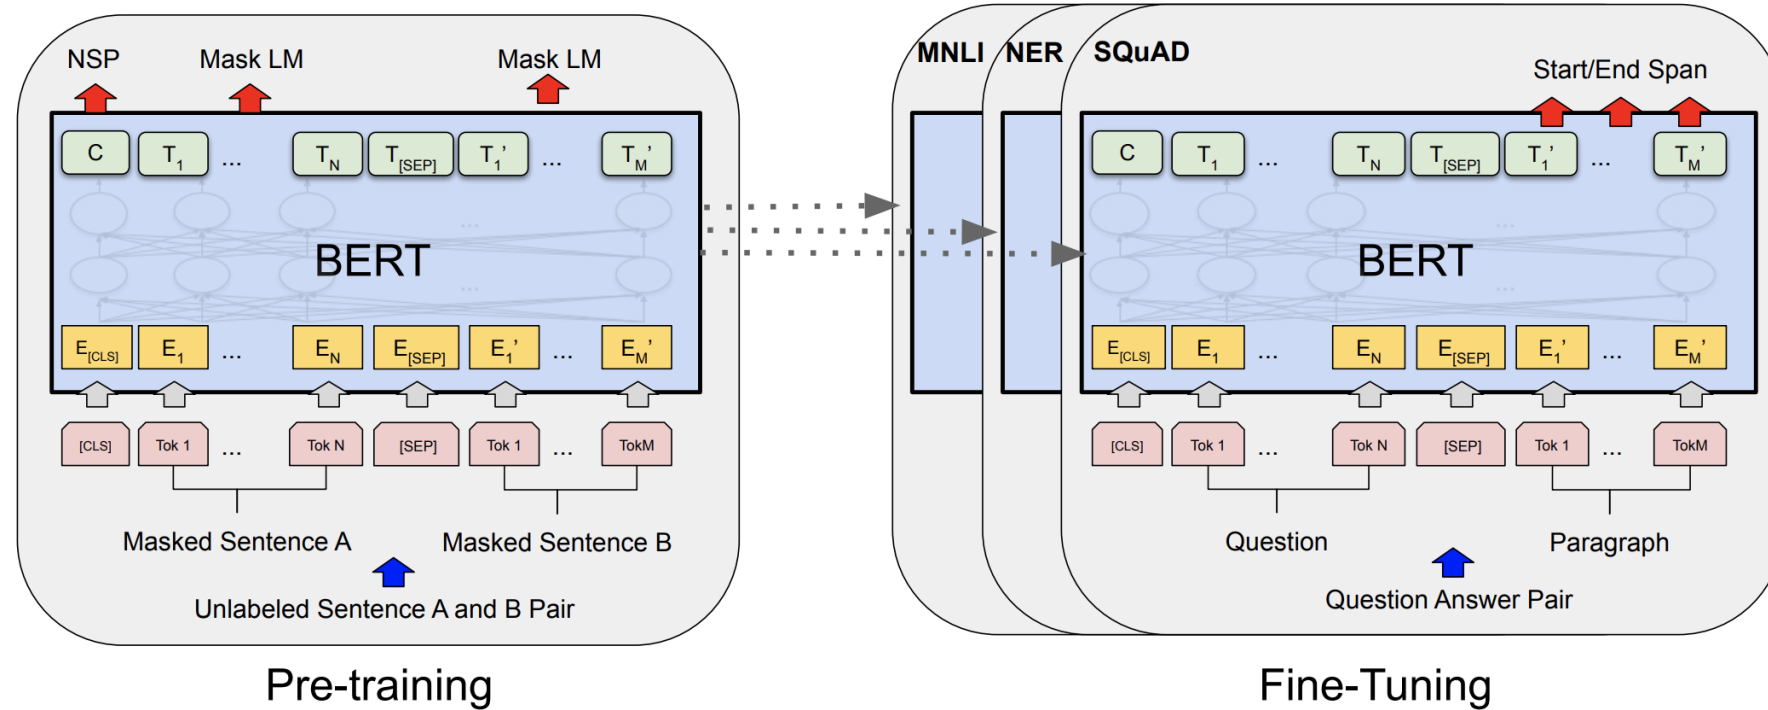 NSP Mask LM Mask LM
C T1 ... TN T[SEP] T1' ... TM'
... 
BERT
...
E[CLS] E1 ... EN E[SEP] E1' ... EM'
[CLS] Tok 1 ... Tok N [SEP] Tok 1 ... TokM
Masked Sentence A Masked Sentence B
Unlabeled Sentence A and B Pair
Pre-training
MNLI NER SQuAD
Start/End Span
C T1 ... TN T[SEP] T1' ... TM'
...
BERT
...
E[CLS] E1 ... EN E[SEP] E1' ... EM'
[CLS] Tok 1 ... Tok N [SEP] Tok 1 ... TokM
Question Paragraph
Question Answer Pair
Fine-Tuning